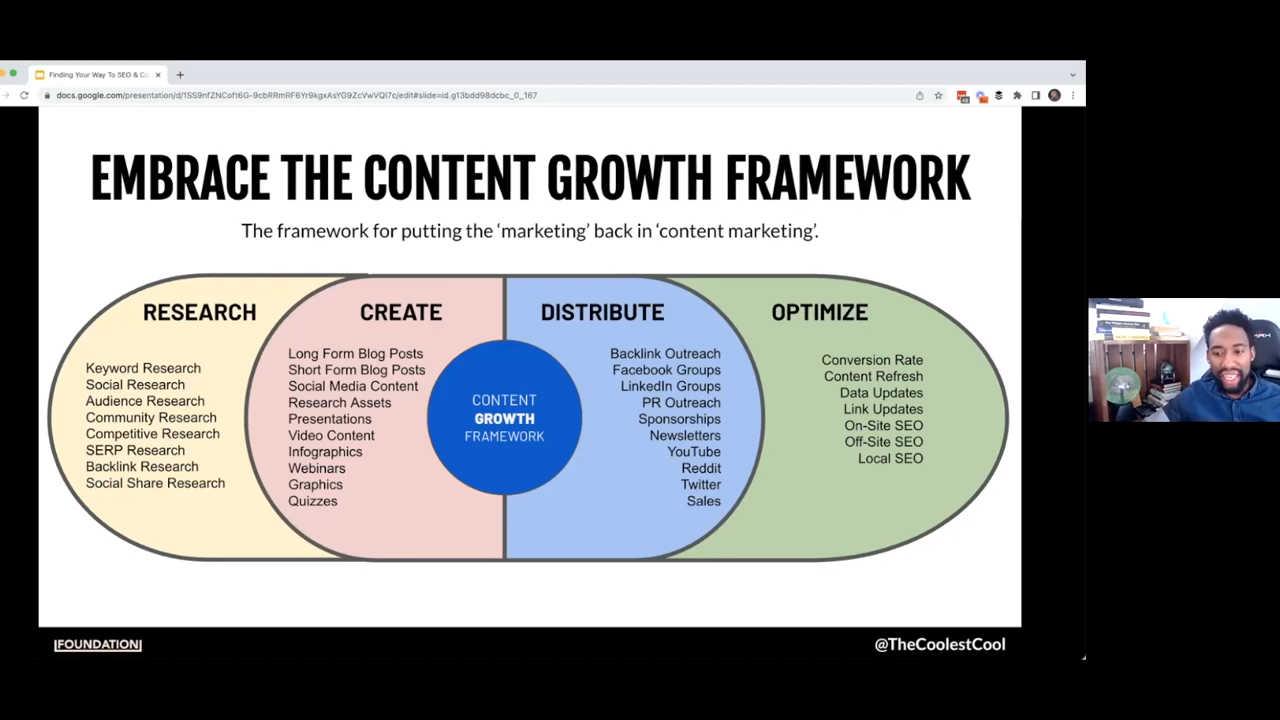 Finding Your Way To SEO & Co
docs.google.com/presentation/d/1SS9nfZNCoft6G-9cbRRmRF6Yr9kgxAsYG9ZcVwVQI7c/edit#slide=id.g13bdd98dcbc_0_167
EMBRACE THE CONTENT GROWTH FRAMEWORK
The framework for putting the ‘marketing’ back in ‘content marketing’.
RESEARCH
Keyword Research
Social Research
Audience Research
Community Research
Competitive Research
SERP Research
Backlink Research
Social Share Research
CREATE
Long Form Blog Posts
Short Form Blog Posts
Social Media Content
Research Assets
Presentations
Video Content
Infographics
Webinars
Graphics
Quizzes
CONTENT
GROWTH
FRAMEWORK
DISTRIBUTE
Backlink Outreach
Facebook Groups
LinkedIn Groups
PR Outreach
Sponsorships
Newsletters
YouTube
Reddit
Twitter
Sales
OPTIMIZE
Conversion Rate
Content Refresh
Data Updates
Link Updates
On-Site SEO
Off-Site SEO
Local SEO
|FOUNDATION|
@TheCoolestCool